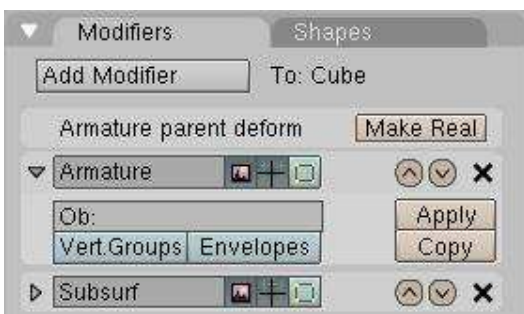 Modifiers Shapes
Add Modifier To: Cube
Armature parent deform Make Real
Armature
Ob: Apply
Vert.Groups Envelopes Copy
Subsurf